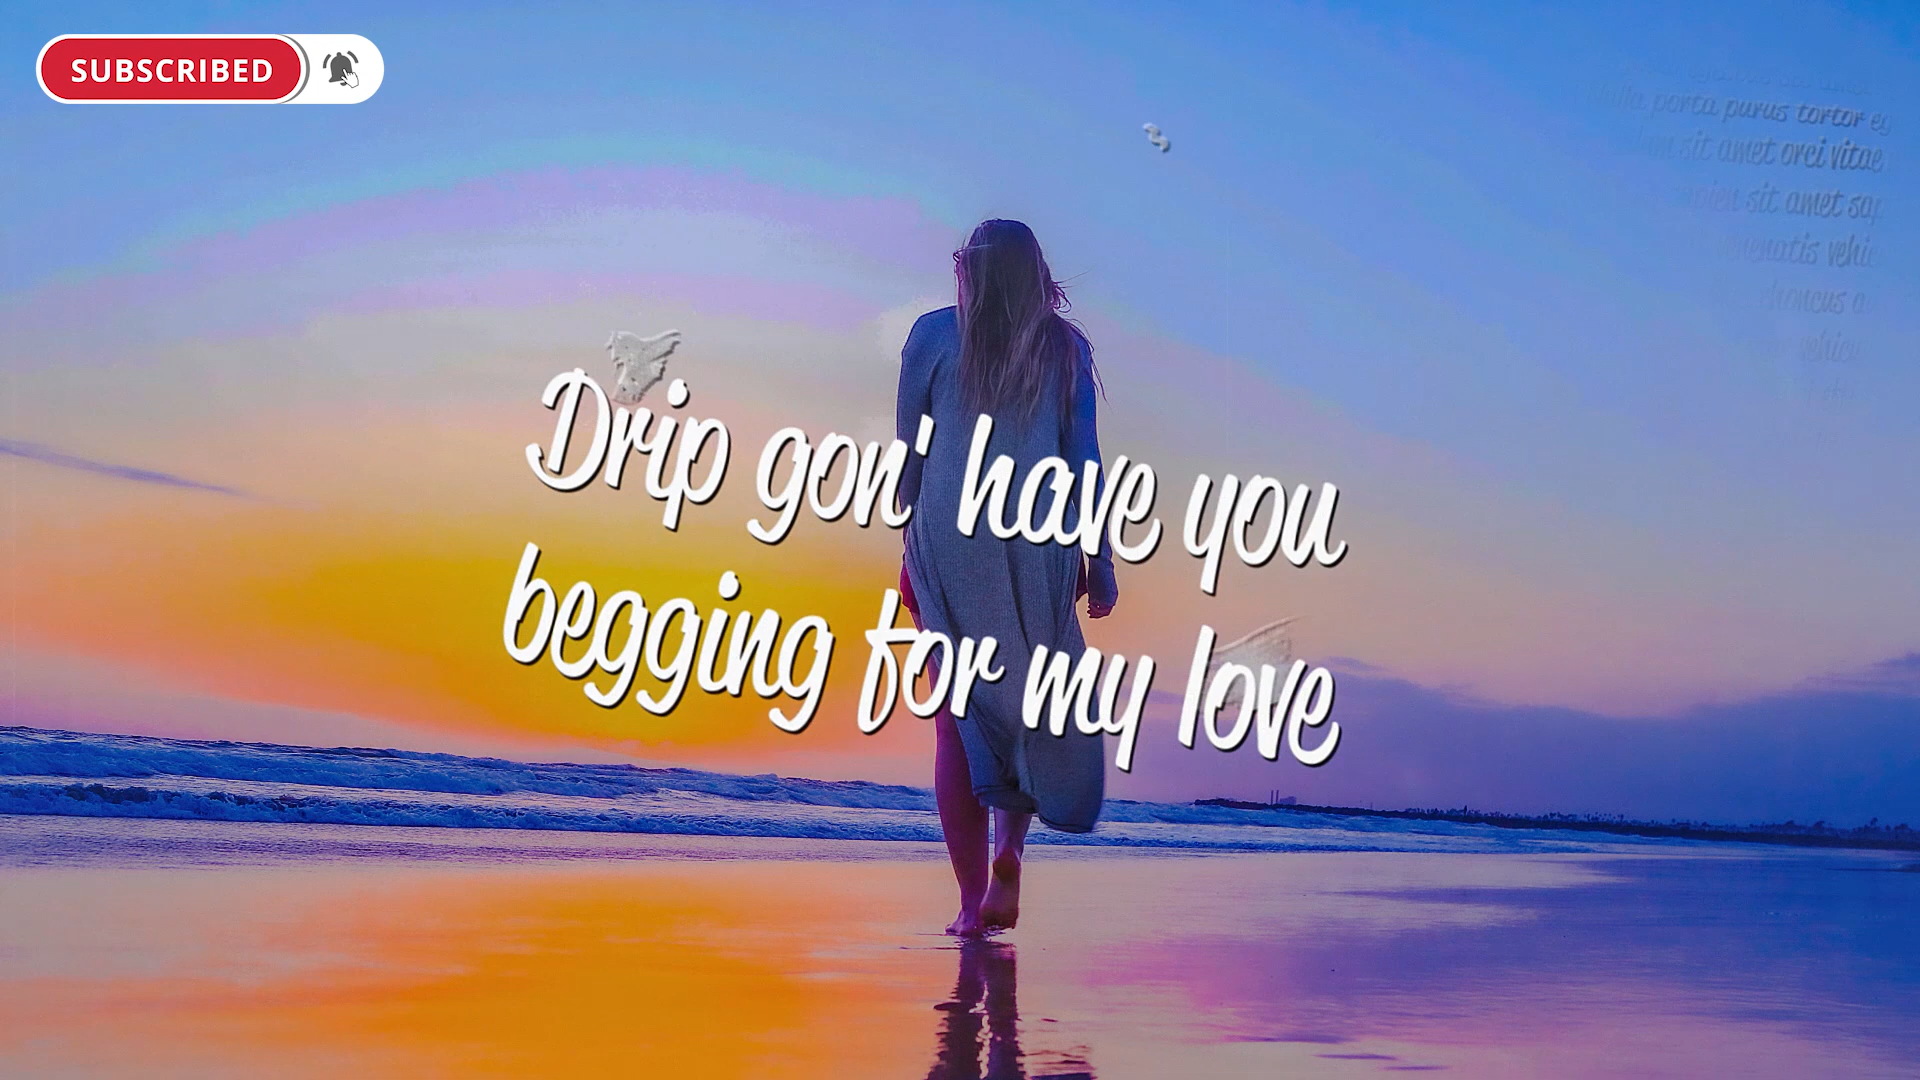 SUBSCRIBED
porta purus tortor
sit amet orci vitae
sit amet
Drip gon' have you
begging for my love